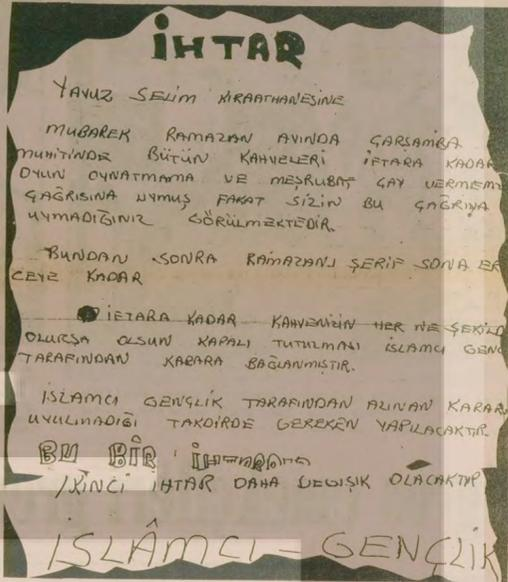 İHTAR
YAVUZ SELİM KIRAATHANESİNE
MUBAREK RAMAZAN AYINDA ÇARŞAMBA
MUHİTİNDE BÜTÜN KAHVELERİ İFTARA KADAR
OYUN OYNATMAMA VE MEŞRUBAT ÇAY VERMEME
ÇAĞRISINA UYMUŞ FAKAT SİZİN BU ÇAĞRIYA
UYMADIĞINIZ GÖRÜLMEKTEDİR.
BUNDAN SONRA RAMAZANI ŞERİF SONA ER
CEYE KADAR
İFTARA KADAR KAHVENİZİN HER NE ŞEKİLD
OLURSA OLSUN KAPALI TUTULMASI İSLAMCI GENÇ
TARAFINDAN KARARA BAĞLANMIŞTIR.
İSLAMCI GENÇLİK TARAFINDAN ALINAN KARARA
UYULMADIĞI TAKDİRDE GEREKEN YAPILACAKTIR.
BU BİR İHTARDIR
İKİNCİ İHTAR DAHA DEĞİŞİK OLACAKTIR
İSLÂMCI - GENÇLİK